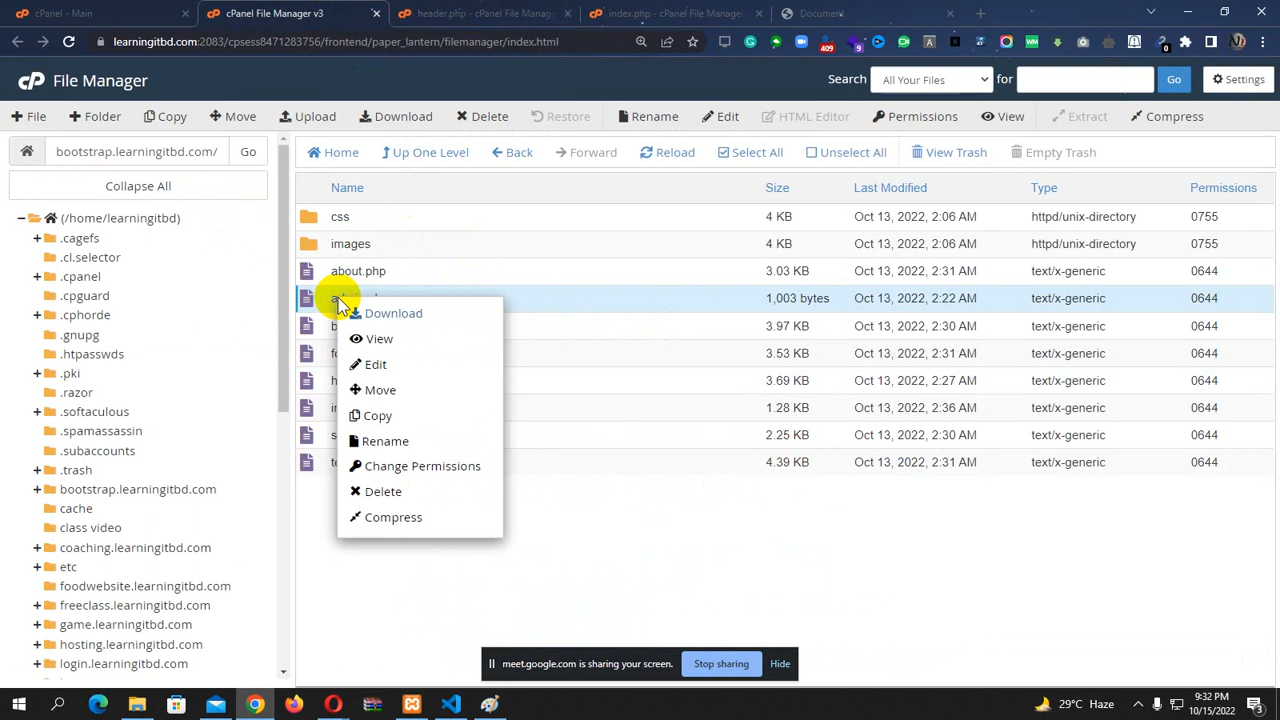 cPanel - Main
cPanel File Manager v3
header.php - cPanel File Manag
index.php - cPanel File Manager
Document
learningitbd.com:2083/cpsess8471283756/frontend/paper_lantern/filemanager/index.html
409
9
0
cP File Manager
Search All Your Files for Go Settings
File Folder Copy Move Upload Download Delete Restore Rename Edit HTML Editor Permissions View Extract Compress
bootstrap.learningitbd.com/ Go
Home Up One Level Back Forward Reload Select All Unselect All View Trash Empty Trash
Collapse All
(/home/learningitbd)
.cagefs
.cl.selector
.cpanel
.cpguard
.cphorde
.gnupg
.htpasswds
.pki
.razor
.softaculous
.spamassassin
.subaccounts
.trash
bootstrap.learningitbd.com
cache
class video
coaching.learningitbd.com
etc
foodwebsite.learningitbd.com
freeclass.learningitbd.com
game.learningitbd.com
hosting.learningitbd.com
login.learningitbd.com
Name Size Last Modified Type Permissions
css 4 KB Oct 13, 2022, 2:06 AM httpd/unix-directory 0755
images 4 KB Oct 13, 2022, 2:06 AM httpd/unix-directory 0755
about.php 3.03 KB Oct 13, 2022, 2:31 AM text/x-generic 0644
1,003 bytes Oct 13, 2022, 2:22 AM text/x-generic 0644
3.97 KB Oct 13, 2022, 2:31 AM text/x-generic 0644
3.53 KB Oct 13, 2022, 2:31 AM text/x-generic 0644
3.69 KB Oct 13, 2022, 2:27 AM text/x-generic 0644
1.28 KB Oct 13, 2022, 2:36 AM text/x-generic 0644
2.25 KB Oct 13, 2022, 2:30 AM text/x-generic 0644
4.39 KB Oct 13, 2022, 2:31 AM text/x-generic 0644
Download
View
Edit
Move
Copy
Rename
Change Permissions
Delete
Compress
meet.google.com is sharing your screen. Stop sharing Hide
29°C Haze
9:32 PM
10/15/2022
3